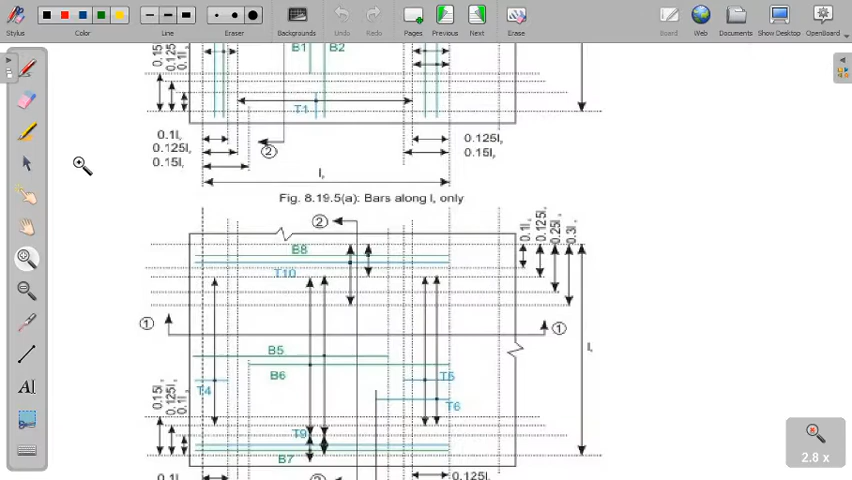 Stylus
Color
Line
Eraser
Backgrounds
Undo
Redo
Pages
Previous
Next
Erase
Board
Web
Documents
Show Desktop
OpenBoard
B1
B2
0.15l
0.125
0.1l,
T1
0.1l,
0.125l,
0.15l,
0.125l,
0.15l,
2
l,
Fig. 8.19.5(a): Bars along l, only
2
0.1l,
0.125l,
0.25l,
0.3l,
B8
T10
1
1
B5
B6
l,
T4
T5
T6
0.15l,
0.125l,
0.1l,
T9
B7
0.1l
0.125l,
2.8 x